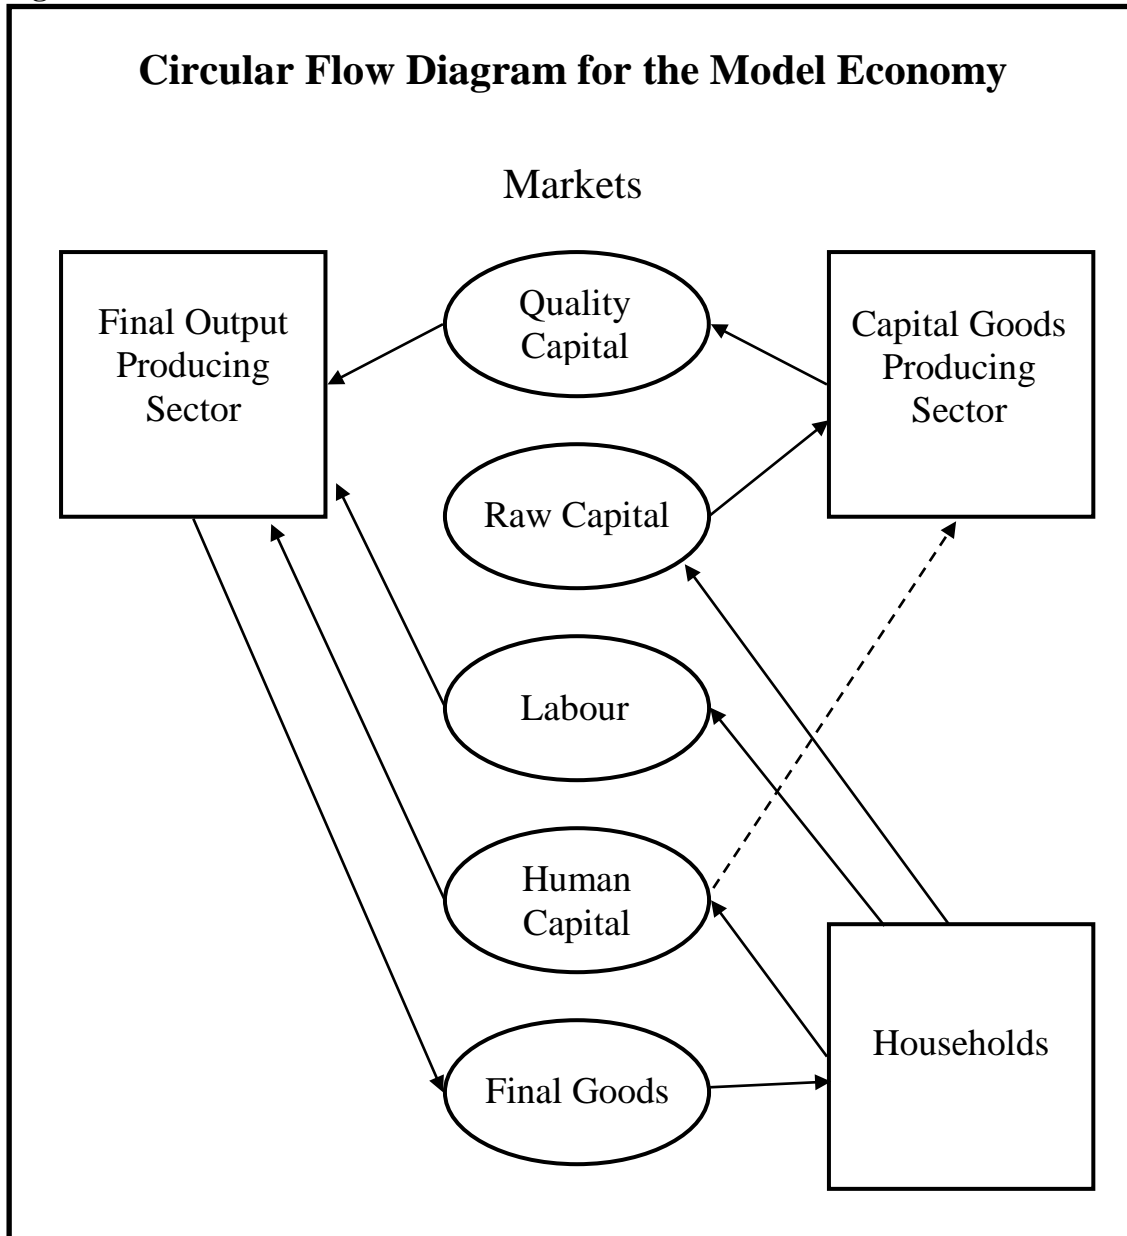 Circular Flow Diagram for the Model Economy
Markets
Final Output
Producing
Sector
Quality
Capital
Capital Goods
Producing
Sector
Raw Capital
Labour
Human
Capital
Households
Final Goods